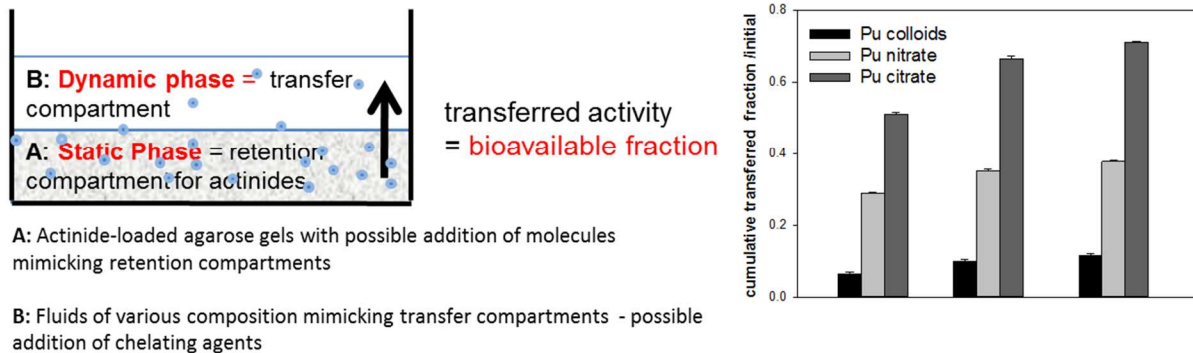 B: Dynamic phase = transfer
compartment
A: Static Phase = retention
compartment for actinides
transferred activity
= bioavailable fraction
A: Actinide-loaded agarose gels with possible addition of molecules
mimicking retention compartments
B: Fluids of various composition mimicking transfer compartments - possible
addition of chelating agents
cumulative transferred fraction /initial
0.8
0.6
0.4
0.2
0.0
Pu colloids
Pu nitrate
Pu citrate